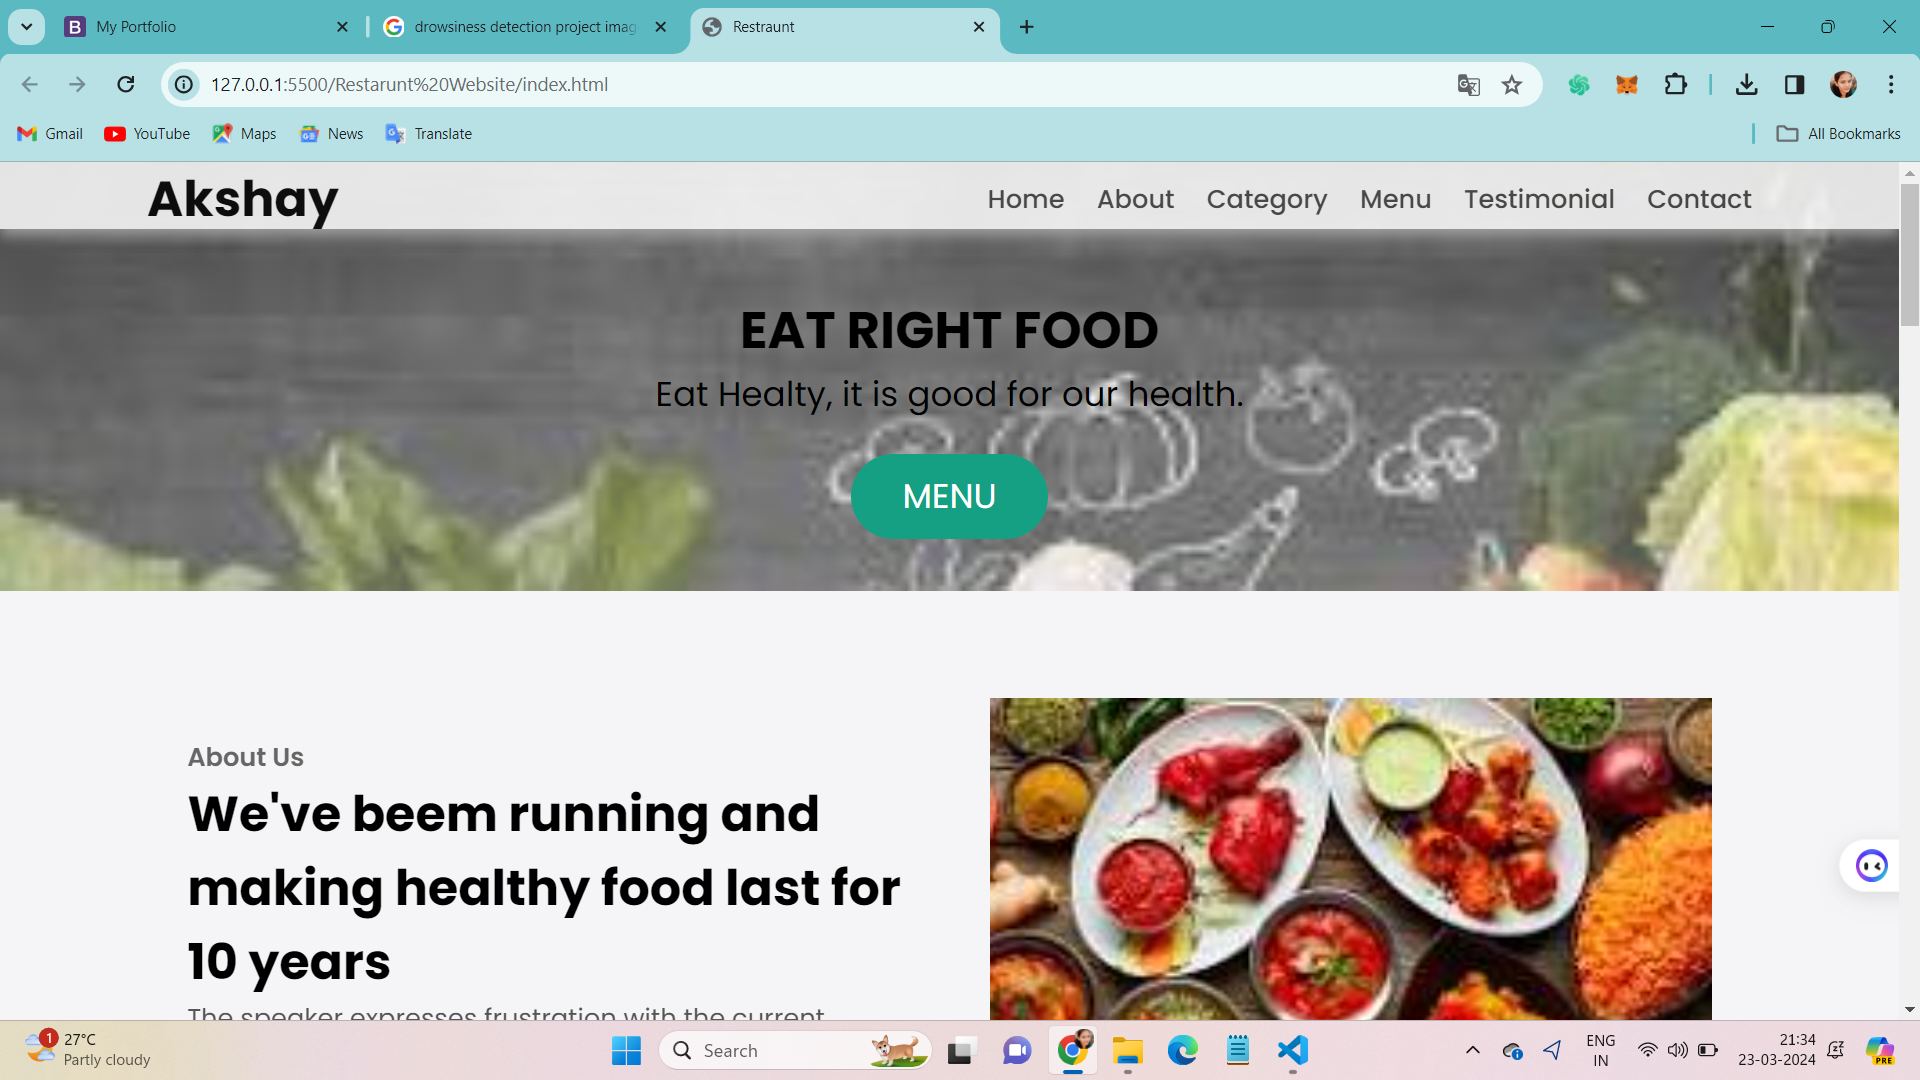 My Portfolio
drowsiness detection project imag
Restraunt
127.0.0.1:5500/Restarunt%20Website/index.html
Gmail
YouTube
Maps
News
Translate
All Bookmarks
Akshay
Home
About
Category
Menu
Testimonial
Contact
EAT RIGHT FOOD
Eat Healty, it is good for our health.
MENU
About Us
We've beem running and
making healthy food last for
10 years
The speaker expresses frustration with the current
1
27°C
Partly cloudy
Search
ENG
IN
21:34
23-03-2024
PRE